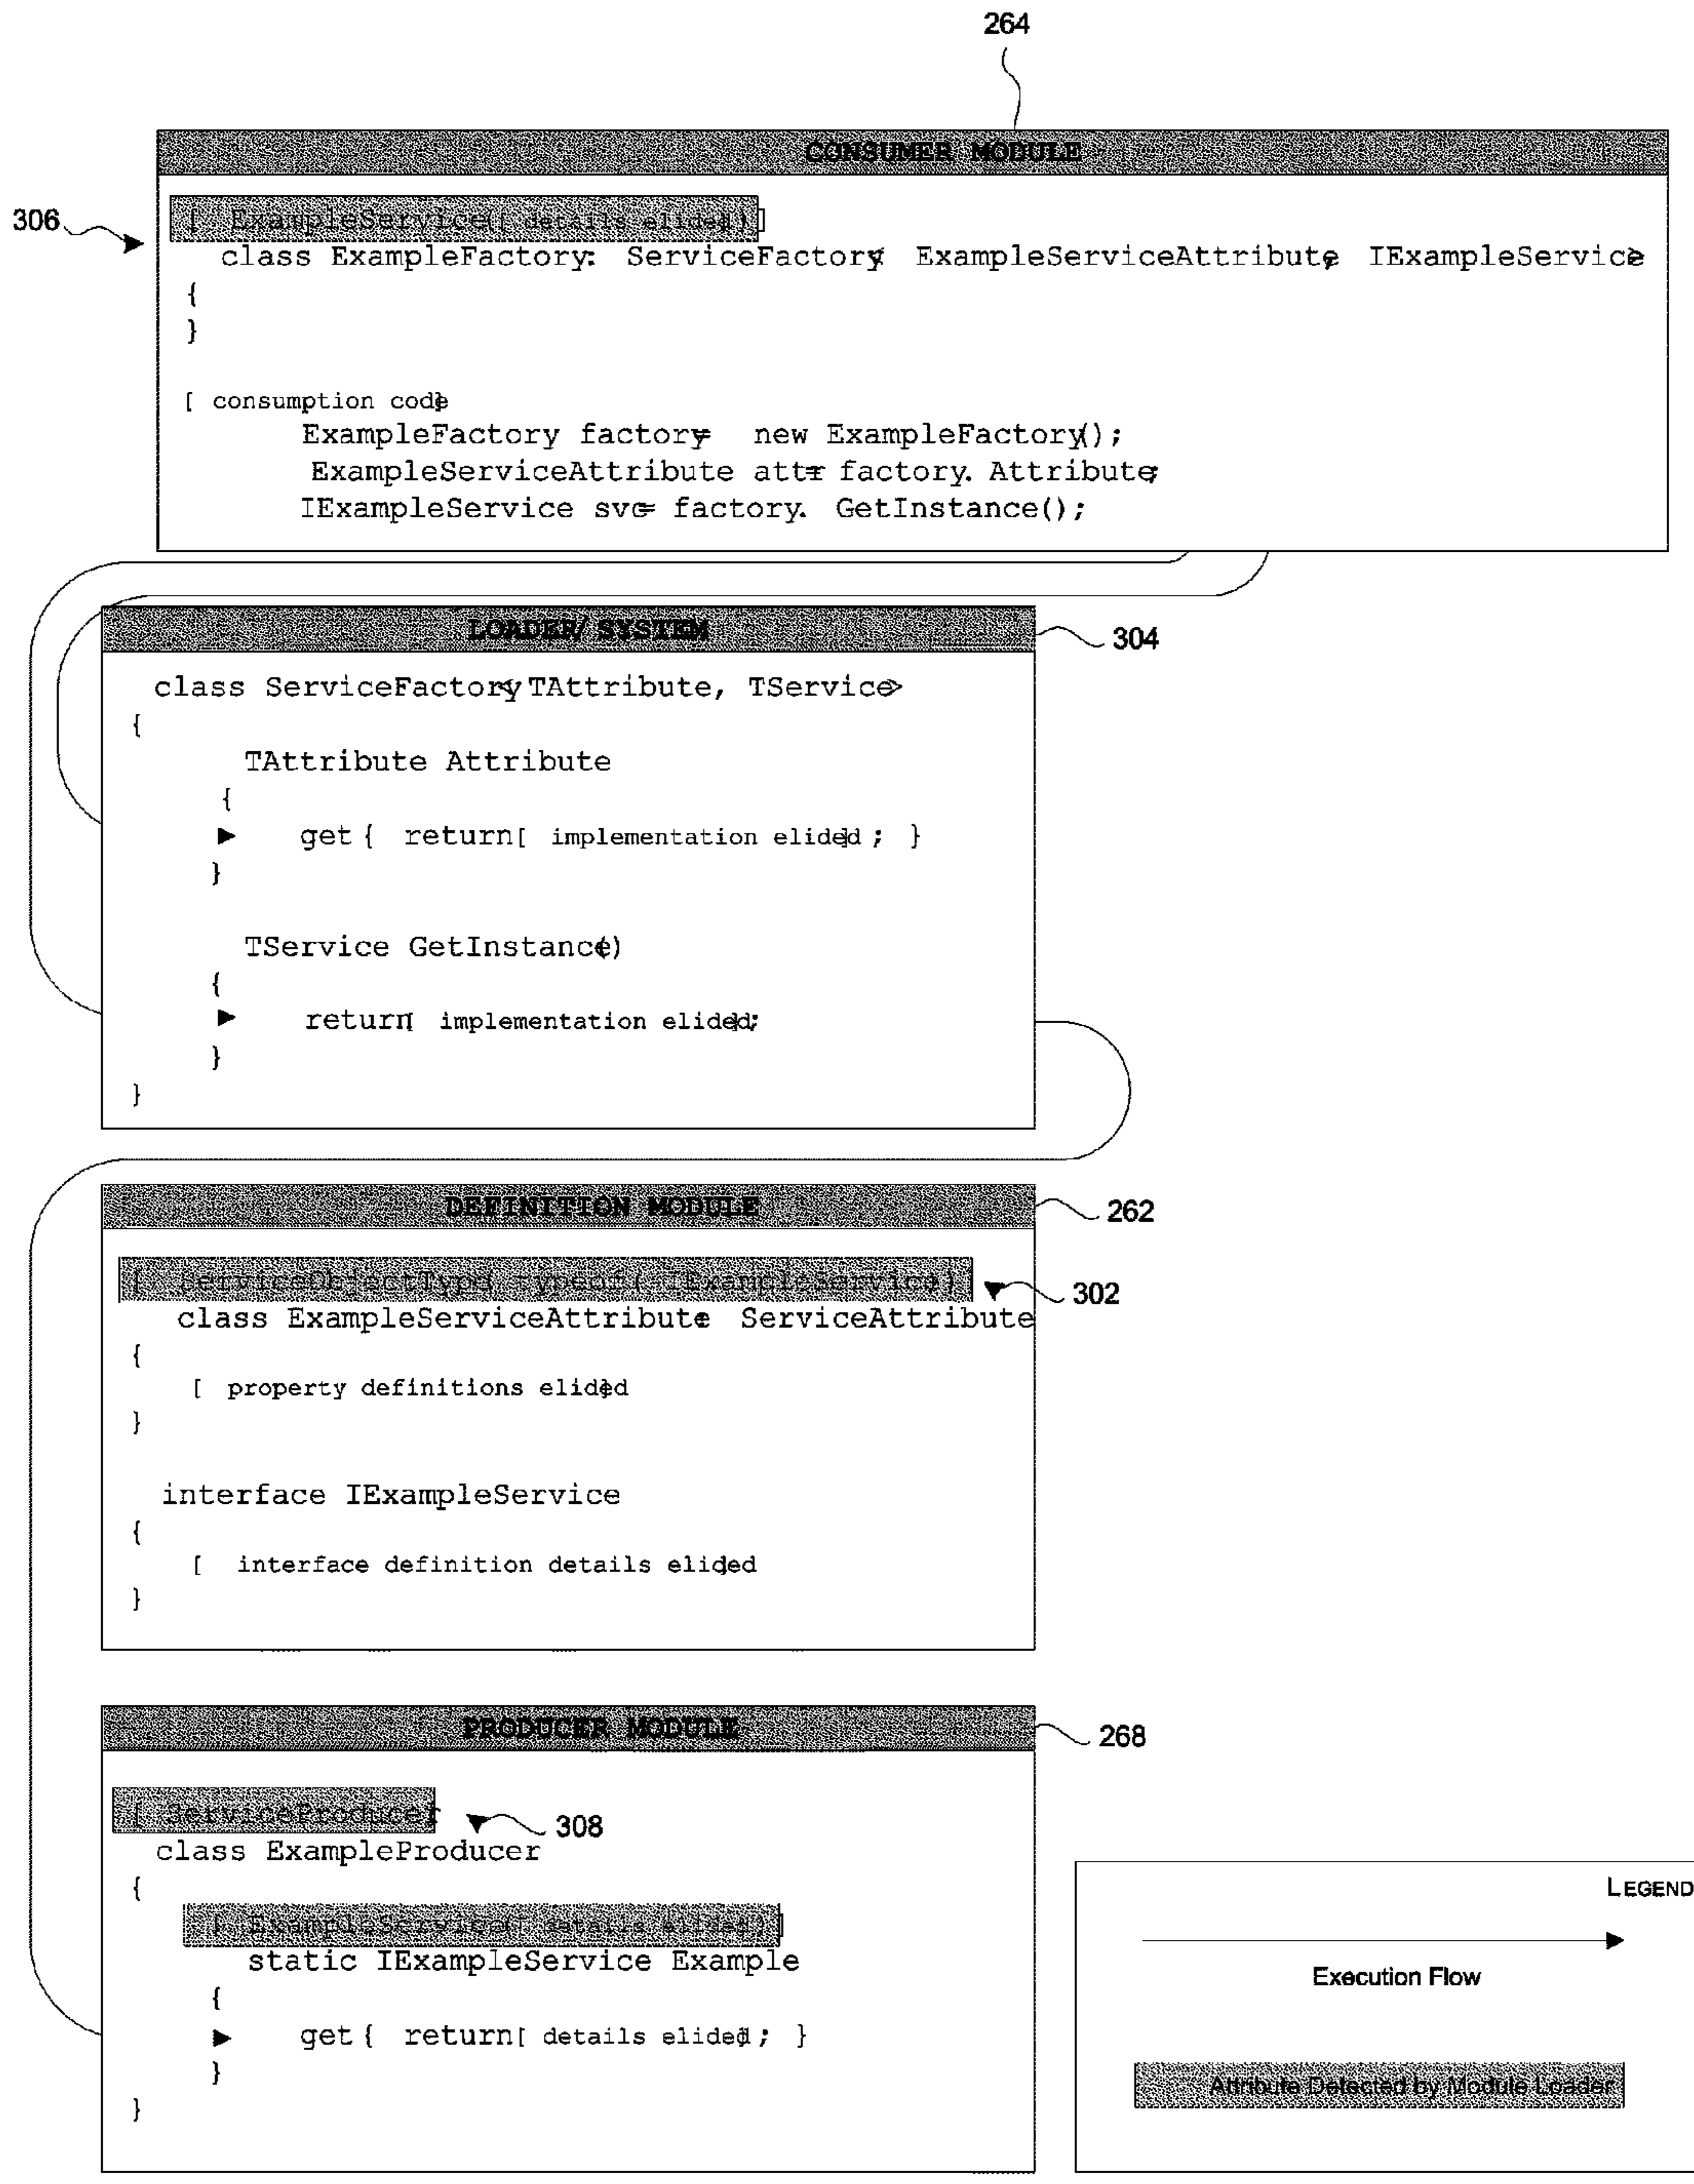 264
CONSUMER MODULE
306
[ ExampleService([ details elided])]
class ExampleFactory: ServiceFactory< ExampleServiceAttribute, IExampleService>
{
}
[ consumption code]
ExampleFactory factory= new ExampleFactory();
ExampleServiceAttribute attr= factory. Attribute;
IExampleService svc= factory. GetInstance();
LOADER/ SYSTEM
304
class ServiceFactory<TAttribute, TService>
{
TAttribute Attribute
{
get { return[ implementation elided] ; }
}
TService GetInstance()
{
return[ implementation elided];
}
}
DEFINITION MODULE
262
[ ServiceObjectType( typeof( IExampleService))]
302
class ExampleServiceAttribute: ServiceAttribute
{
[ property definitions elided]
}
interface IExampleService
{
[ interface definition details elided]
}
PRODUCER MODULE
268
[ ServiceProducer]
308
class ExampleProducer
{
[ ExampleService([ details elided])]
static IExampleService Example
{
get { return[ details elided] ; }
}
}
LEGEND
Execution Flow
Attribute Detected by Module Loader